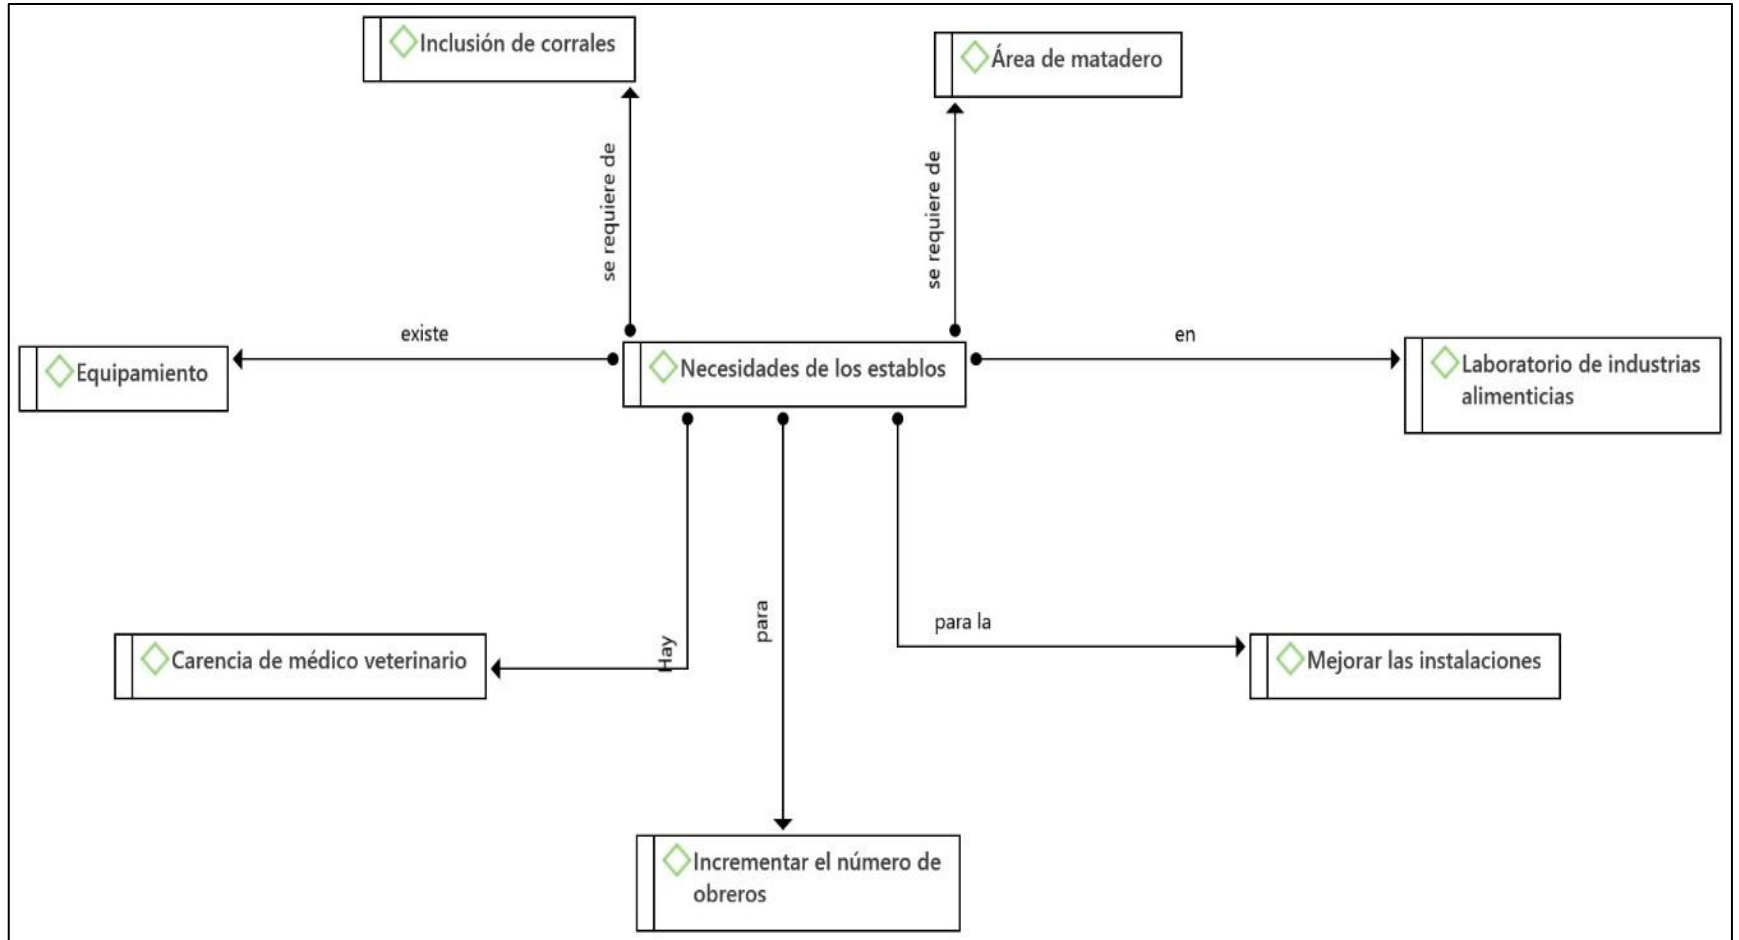 Inclusión de corrales
Área de matadero
se requiere de
se requiere de
existe
en
Equipamiento
Necesidades de los establos
Laboratorio de industrias
alimenticias
Hay
para
para la
Carencia de médico veterinario
Mejorar las instalaciones
Incrementar el número de
obreros